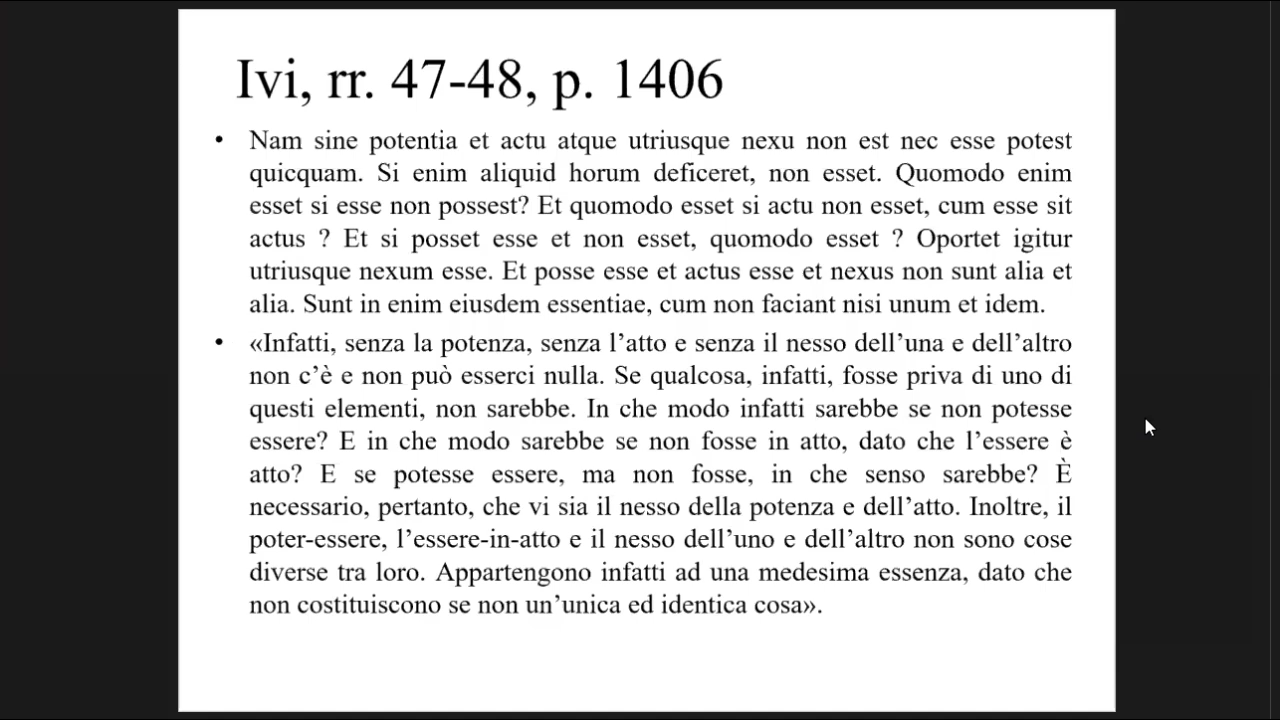 Ivi, rr. 47-48, p. 1406
• Nam sine potentia et actu atque utriusque nexu non est nec esse potest
quicquam. Si enim aliquid horum deficeret, non esset. Quomodo enim
esset si esse non possest? Et quomodo esset si actu non esset, cum esse sit
actus ? Et si posset esse et non esset, quomodo esset ? Oportet igitur
utriusque nexum esse. Et posse esse et actus esse et nexus non sunt alia et
alia. Sunt in enim eiusdem essentiae, cum non faciant nisi unum et idem.
• «Infatti, senza la potenza, senza l’atto e senza il nesso dell’una e dell’altro
non c’è e non può esserci nulla. Se qualcosa, infatti, fosse priva di uno di
questi elementi, non sarebbe. In che modo infatti sarebbe se non potesse
essere? E in che modo sarebbe se non fosse in atto, dato che l’essere è
atto? E se potesse essere, ma non fosse, in che senso sarebbe? È
necessario, pertanto, che vi sia il nesso della potenza e dell’atto. Inoltre, il
poter-essere, l’essere-in-atto e il nesso dell’uno e dell’altro non sono cose
diverse tra loro. Appartengono infatti ad una medesima essenza, dato che
non costituiscono se non un’unica ed identica cosa».